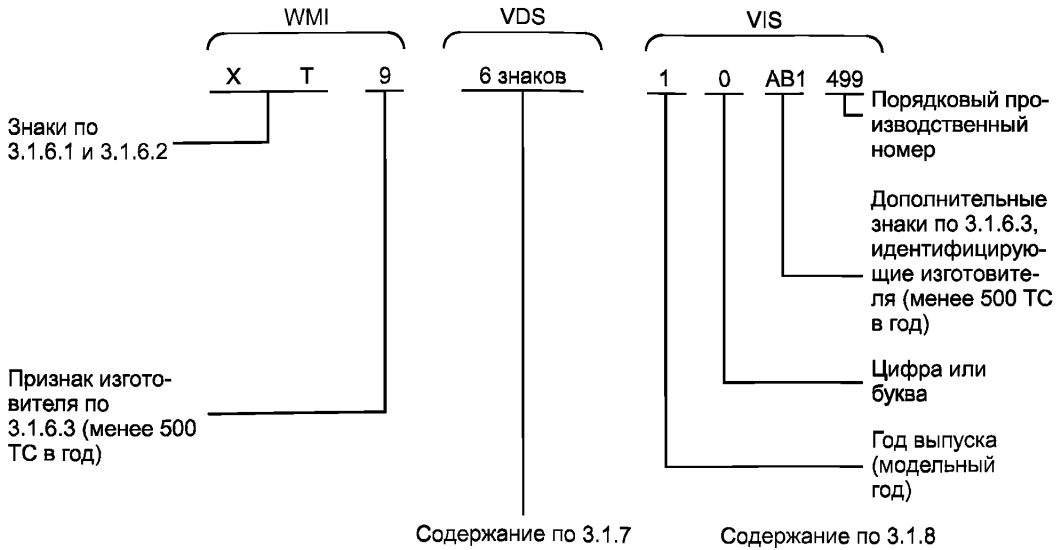 WMI
VDS
VIS
X Т 9
6 знаков
1 0 АВ1 499
Знаки по
3.1.6.1 и 3.1.6.2
Порядковый про-
изводственный
номер
Дополнительные
знаки по 3.1.6.3,
идентифицирую-
щие изготовите-
ля (менее 500 ТС
в год)
Признак изгото-
вителя по
3.1.6.3 (менее 500
ТС в год)
Цифра или
буква
Год выпуска
(модельный
год)
Содержание по 3.1.7
Содержание по 3.1.8